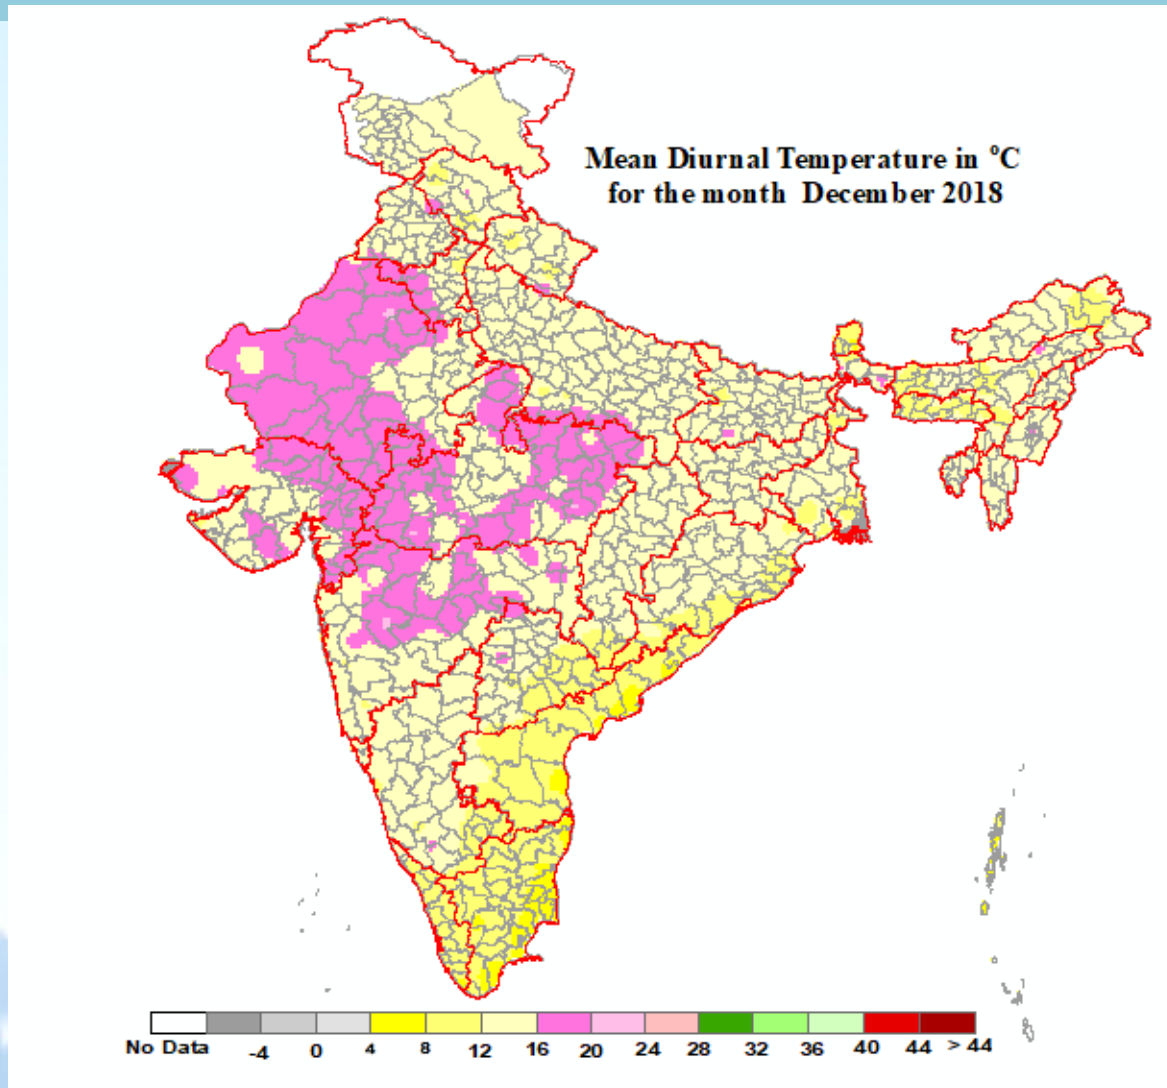 Mean Diurnal Temperature in °C
for the month December 2018
No Data -4 0 4 8 12 16 20 24 28 32 36 40 44 > 44